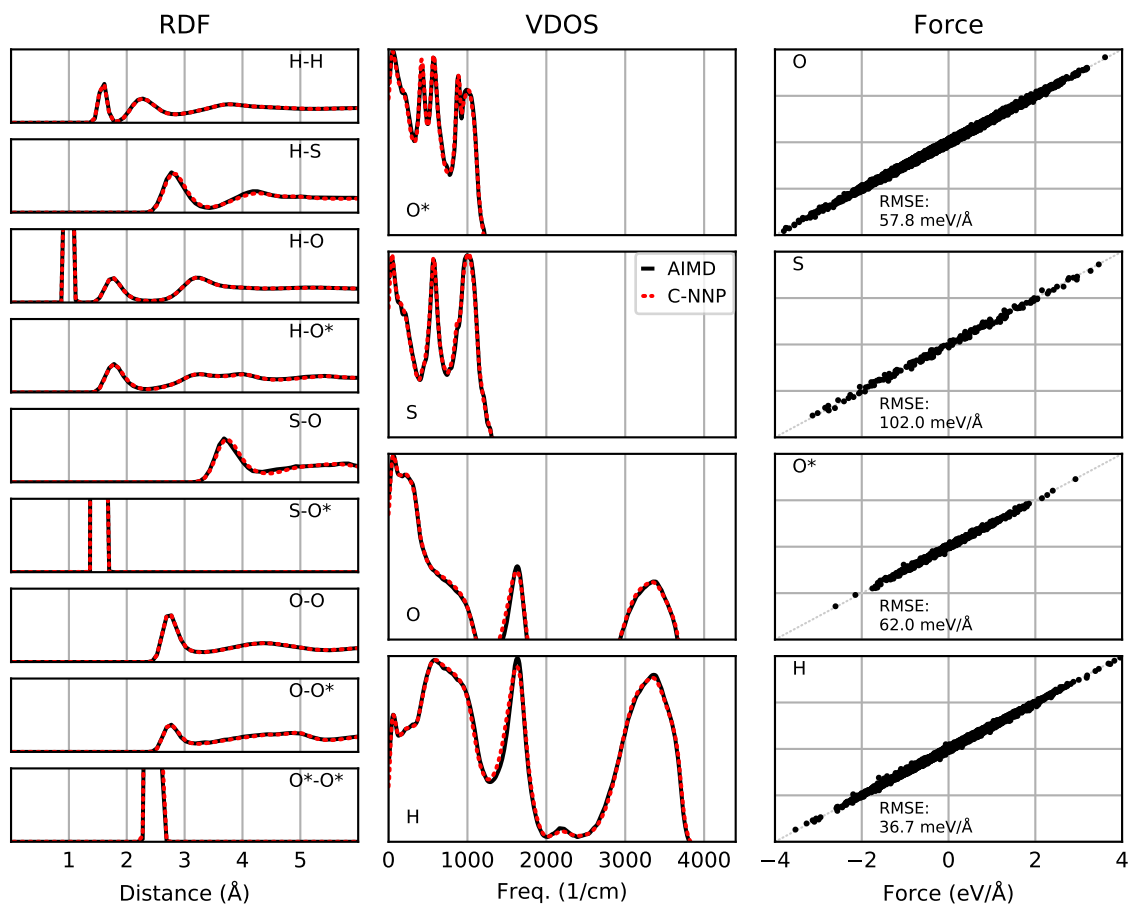 RDF
H-H
H-S
H-O
H-O*
S-O
S-O*
O-O
O-O*
O*-O*
1 2 3 4 5
Distance (Å)
VDOS
O*
S
AIMD
C-NNP
O
H
0 1000 2000 3000 4000
Freq. (1/cm)
Force
O
RMSE:
57.8 meV/Å
S
RMSE:
102.0 meV/Å
O*
RMSE:
62.0 meV/Å
H
RMSE:
36.7 meV/Å
−4 −2 0 2 4
Force (eV/Å)